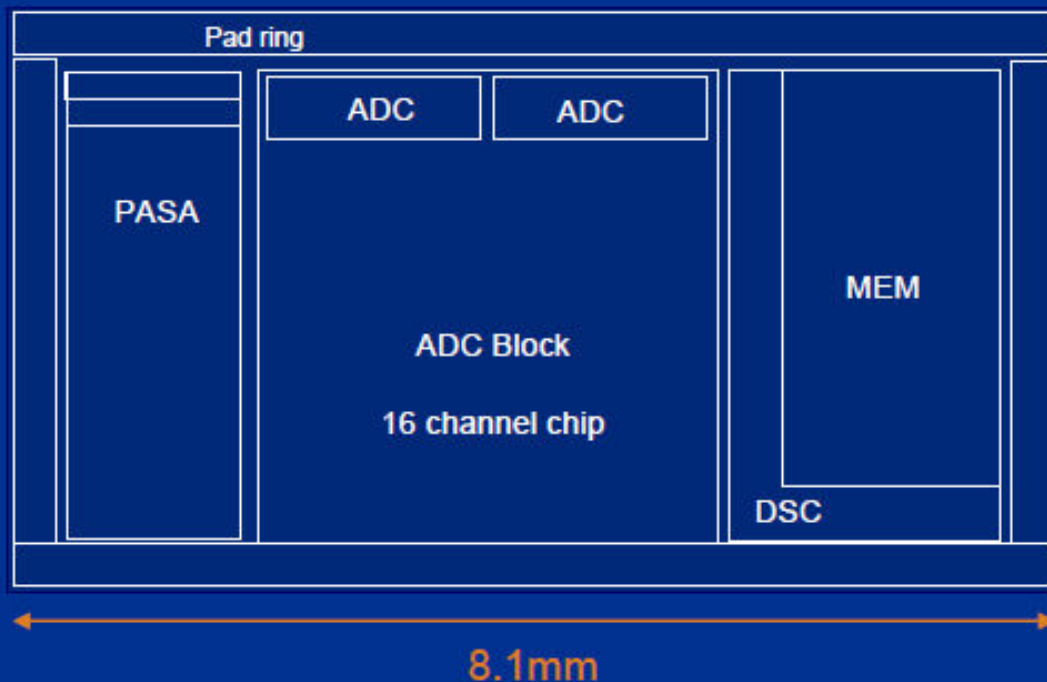 Pad ring
ADC
ADC
PASA
MEM
ADC Block
16 channel chip
DSC
8.1mm